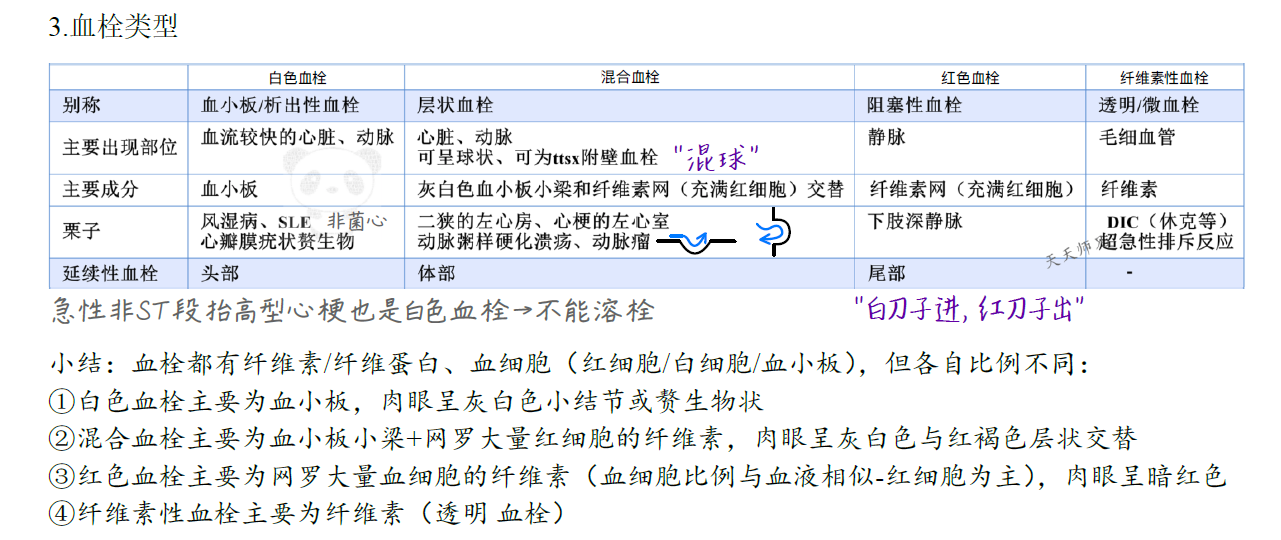 3.血栓类型
白色血栓 混合血栓 红色血栓 纤维素性血栓
别称 血小板/析出性血栓 层状血栓 阻塞性血栓 透明/微血栓
主要出现部位 血流较快的心脏、动脉 心脏、动脉 静脉 毛细血管
可呈球状、可为ttsx附壁血栓 "混球"
主要成分 血小板 灰白色血小板小梁和纤维素网（充满红细胞）交替 纤维素网（充满红细胞） 纤维素
栗子 风湿病、SLE 非菌心 二狭的左心房、心梗的左心室 下肢深静脉 DIC（休克等）
心瓣膜疣状赘生物 动脉粥样硬化溃疡、动脉瘤 超急性排斥反应
天天师
延续性血栓 头部 体部 尾部 -
急性非ST段抬高型心梗也是白色血栓→不能溶栓 "白刀子进，红刀子出"
小结：血栓都有纤维素/纤维蛋白、血细胞（红细胞/白细胞/血小板），但各自比例不同：
①白色血栓主要为血小板，肉眼呈灰白色小结节或赘生物状
②混合血栓主要为血小板小梁+网罗大量红细胞的纤维素，肉眼呈灰白色与红褐色层状交替
③红色血栓主要为网罗大量血细胞的纤维素（血细胞比例与血液相似-红细胞为主），肉眼呈暗红色
④纤维素性血栓主要为纤维素（透明 血栓）